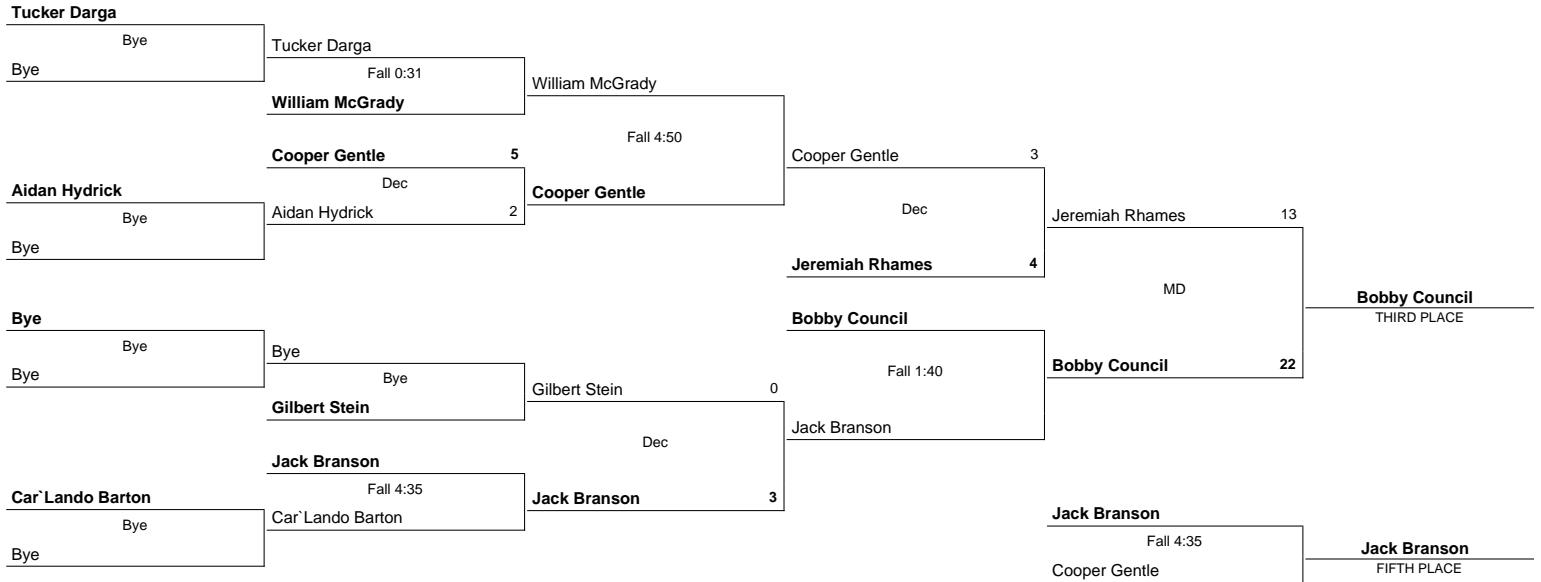 Tucker Darga
Bye
Bye
Aidan Hydrick
Bye
Bye
Bye
Bye
Bye
Car`Lando Barton
Bye
Bye
Tucker Darga
Fall 0:31
William McGrady
Cooper Gentle 5
Dec
Aidan Hydrick 2
Bye
Bye
Gilbert Stein
Jack Branson
Fall 4:35
Car`Lando Barton
William McGrady
Fall 4:50
Cooper Gentle
Gilbert Stein 0
Dec
Jack Branson 3
Cooper Gentle 3
Dec
Jeremiah Rhames 4
Bobby Council
Fall 1:40
Jack Branson
Jeremiah Rhames 13
MD
Bobby Council 22
Bobby Council
THIRD PLACE
Jack Branson
Fall 4:35
Cooper Gentle
Jack Branson
FIFTH PLACE